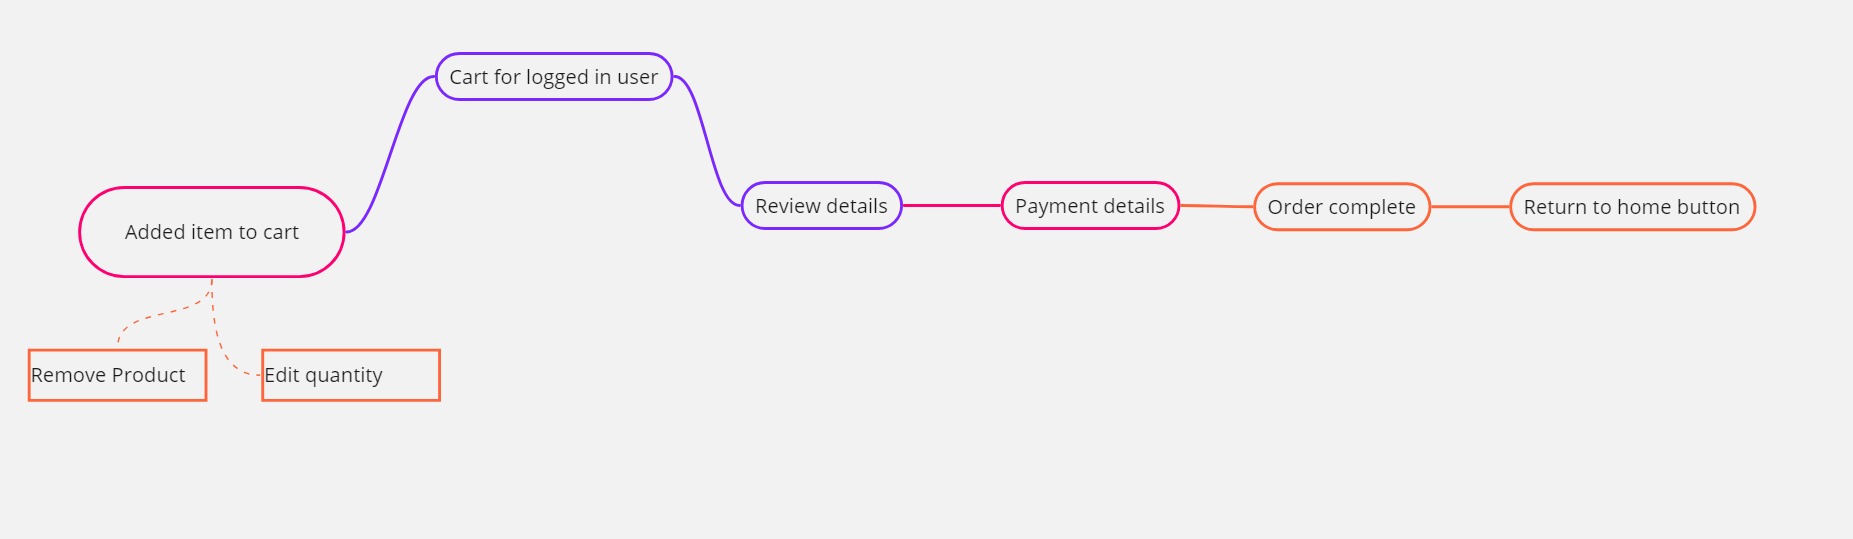 Cart for logged in user
Added item to cart
Review details
Payment details
Order complete
Return to home button
Remove Product
Edit quantity